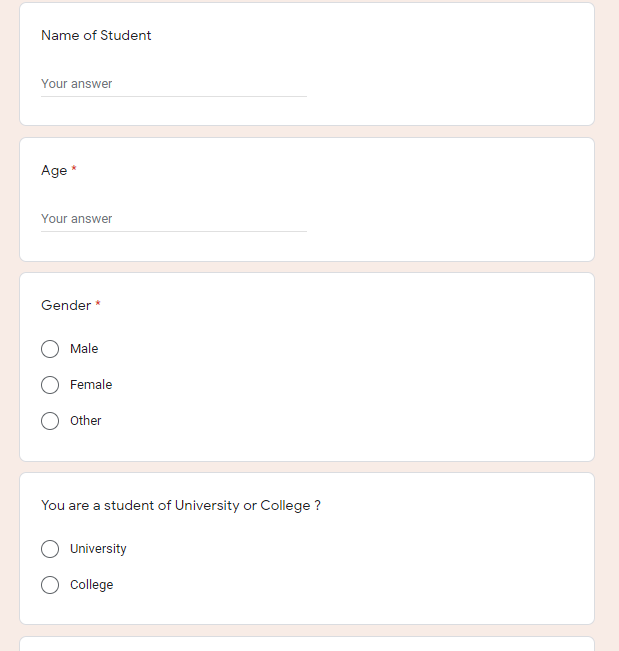 Name of Student
Your answer
Age *
Your answer
Gender *
Male
Female
Other
You are a student of University or College ?
University
College